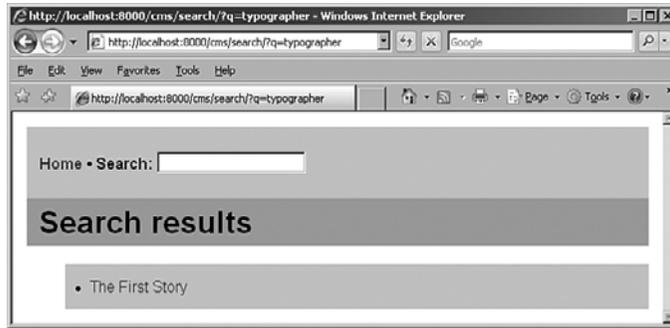 http://localhost:8000/cms/search/?q=typographer - Windows Internet Explorer
http://localhost:8000/cms/search/?q=typographer Google
File Edit View Favorites Tools Help
http://localhost:8000/cms/search/?q=typographer Page Tools
Home • Search:
Search results
• The First Story